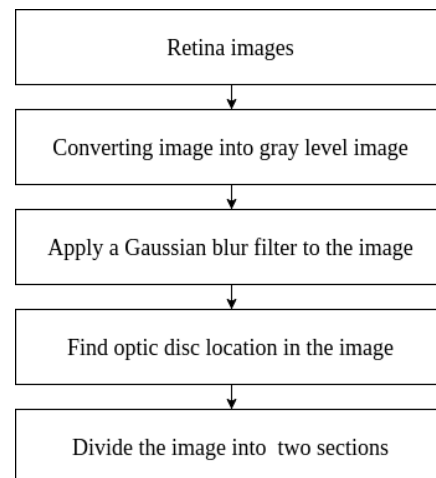 Retina images
Converting image into gray level image
Apply a Gaussian blur filter to the image
Find optic disc location in the image
Divide the image into  two sections